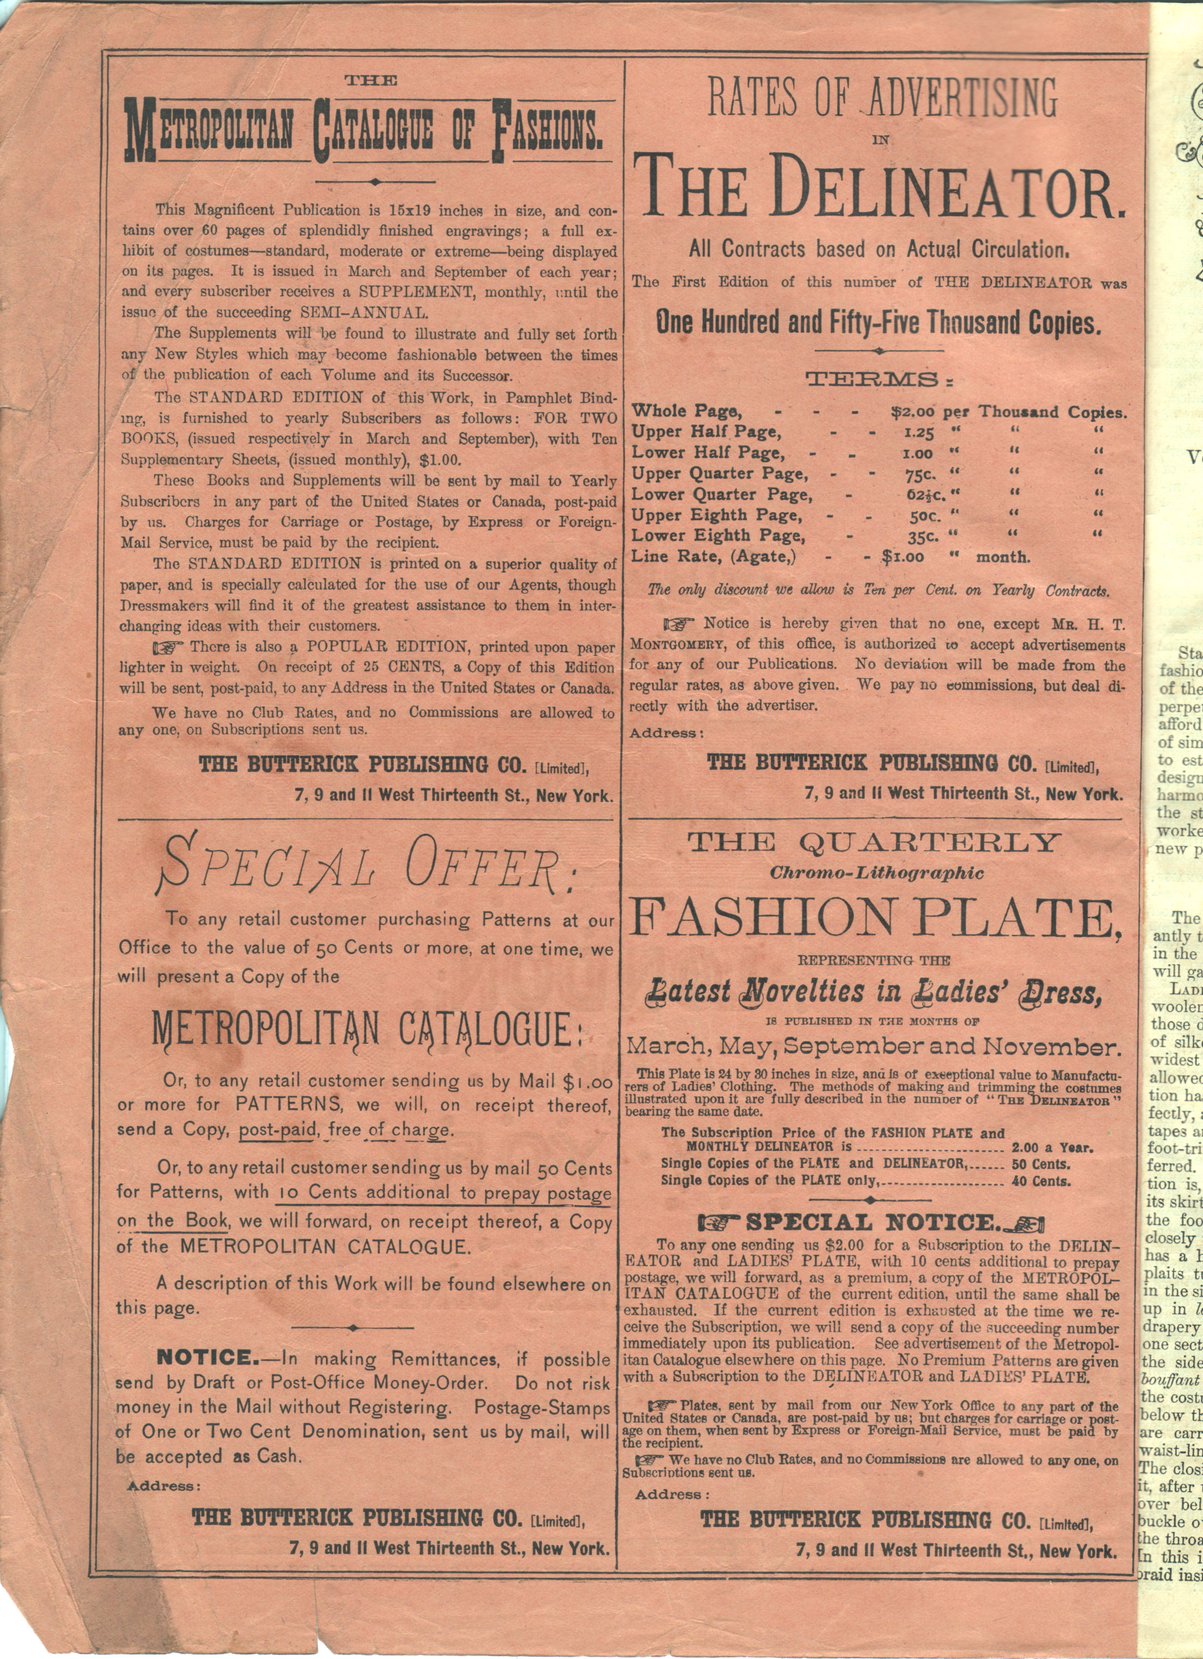 THE
METROPOLITAN CATALOGUE OF FASHIONS.
This Magnificent Publication is 15x19 inches in size, and con-
tains over 60 pages of splendidly finished engravings; a full ex-
hibit of costumes—standard, moderate or extreme—being displayed
on its pages. It is issued in March and September of each year;
and every subscriber receives a SUPPLEMENT, monthly, until the
issue of the succeeding SEMI-ANNUAL.
The Supplements will be found to illustrate and fully set forth
any New Styles which may become fashionable between the times
of the publication of each Volume and its Successor.
The STANDARD EDITION of this Work, in Pamphlet Bind-
ing, is furnished to yearly Subscribers as follows: FOR TWO
BOOKS, (issued respectively in March and September), with Ten
Supplementary Sheets, (issued monthly), $1.00.
These Books and Supplements will be sent by mail to Yearly
Subscribers in any part of the United States or Canada, post-paid
by us. Charges for Carriage or Postage, by Express or Foreign-
Mail Service, must be paid by the recipient.
The STANDARD EDITION is printed on a superior quality of
paper, and is specially calculated for the use of our Agents, though
Dressmakers will find it of the greatest assistance to them in inter-
changing ideas with their customers.
☞ There is also a POPULAR EDITION, printed upon paper
lighter in weight. On receipt of 25 CENTS, a Copy of this Edition
will be sent, post-paid, to any Address in the United States or Canada.
We have no Club Rates, and no Commissions are allowed to
any one, on Subscriptions sent us.
THE BUTTERICK PUBLISHING CO. [Limited],
7, 9 and 11 West Thirteenth St., New York.
SPECIAL OFFER:
To any retail customer purchasing Patterns at our
Office to the value of 50 Cents or more, at one time, we
will present a Copy of the
METROPOLITAN CATALOGUE:
Or, to any retail customer sending us by Mail $1.00
or more for PATTERNS, we will, on receipt thereof,
send a Copy, post-paid, free of charge.
Or, to any retail customer sending us by mail 50 Cents
for Patterns, with 10 Cents additional to prepay postage
on the Book, we will forward, on receipt thereof, a Copy
of the METROPOLITAN CATALOGUE.
A description of this Work will be found elsewhere on
this page.
NOTICE.—In making Remittances, if possible
send by Draft or Post-Office Money-Order. Do not risk
money in the Mail without Registering. Postage-Stamps
of One or Two Cent Denomination, sent us by mail, will
be accepted as Cash.
Address:
THE BUTTERICK PUBLISHING CO. [Limited],
7, 9 and 11 West Thirteenth St., New York.
RATES OF ADVERTISING
IN
THE DELINEATOR.
All Contracts based on Actual Circulation.
The First Edition of this number of THE DELINEATOR was
One Hundred and Fifty-Five Thousand Copies.
TERMS:
Whole Page, - - - $2.00 per Thousand Copies.
Upper Half Page, - - 1.25 " " "
Lower Half Page, - - 1.00 " " "
Upper Quarter Page, - - 75c. " " "
Lower Quarter Page, - 62½c. " " "
Upper Eighth Page, - - 50c. " " "
Lower Eighth Page, - 35c. " " "
Line Rate, (Agate,) - - $1.00 " month.
The only discount we allow is Ten per Cent. on Yearly Contracts.
☞ Notice is hereby given that no one, except MR. H. T.
MONTGOMERY, of this office, is authorized to accept advertisements
for any of our Publications. No deviation will be made from the
regular rates, as above given. We pay no commissions, but deal di-
rectly with the advertiser.
Address:
THE BUTTERICK PUBLISHING CO. [Limited],
7, 9 and 11 West Thirteenth St., New York.
THE QUARTERLY
Chromo-Lithographic
FASHION PLATE,
REPRESENTING THE
Latest Novelties in Ladies' Dress,
IS PUBLISHED IN THE MONTHS OF
March, May, September and November.
This Plate is 24 by 30 inches in size, and is of exceptional value to Manufactu-
rers of Ladies' Clothing. The methods of making and trimming the costumes
illustrated upon it are fully described in the number of "THE DELINEATOR"
bearing the same date.
The Subscription Price of the FASHION PLATE and
MONTHLY DELINEATOR is ........................ 2.00 a Year.
Single Copies of the PLATE and DELINEATOR,...... 50 Cents.
Single Copies of the PLATE only,.................... 40 Cents.
☞ SPECIAL NOTICE. ☜
To any one sending us $2.00 for a Subscription to the DELIN-
EATOR and LADIES' PLATE, with 10 cents additional to prepay
postage, we will forward, as a premium, a copy of the METROPOL-
ITAN CATALOGUE of the current edition, until the same shall be
exhausted. If the current edition is exhausted at the time we re-
ceive the Subscription, we will send a copy of the succeeding number
immediately upon its publication. See advertisement of the Metropol-
itan Catalogue elsewhere on this page. No Premium Patterns are given
with a Subscription to the DELINEATOR and LADIES' PLATE.
☞ Plates, sent by mail from our New York Office to any part of the
United States or Canada, are post-paid by us; but charges for carriage or post-
age on them, when sent by Express or Foreign-Mail Service, must be paid by
the recipient.
☞ We have no Club Rates, and no Commissions are allowed to any one, on
Subscriptions sent us.
Address:
THE BUTTERICK PUBLISHING CO. [Limited],
7, 9 and 11 West Thirteenth St., New York.